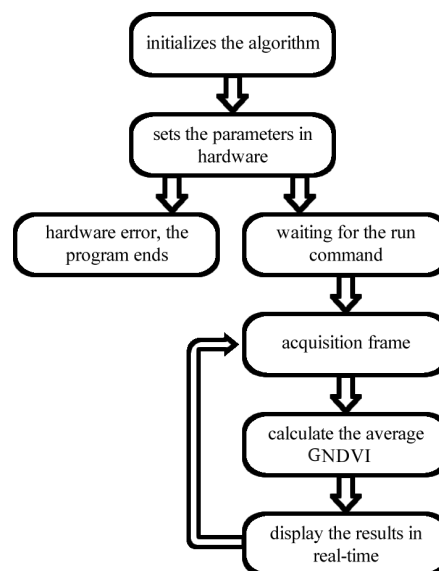 initializes the algorithm
sets the parameters in
hardware
hardware error, the
program ends
waiting for the run
command
acquisition frame
calculate the average
GNDVI
display the results in
real-time